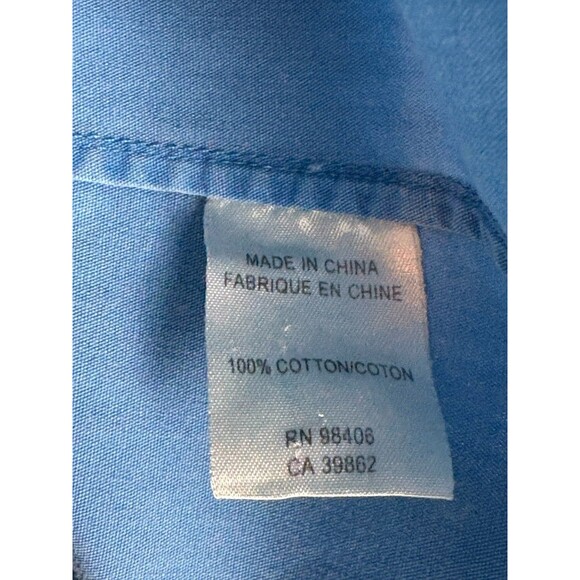 MADE IN CHINA
FABRIQUE EN CHINE
100% COTTON/COTON
RN 98406
CA 39862